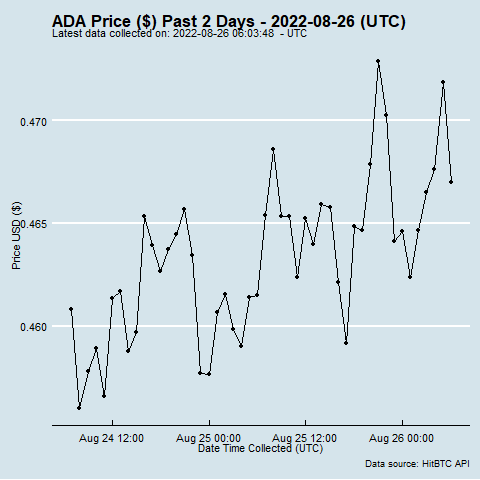 ADA Price ($) Past 2 Days - 2022-08-26 (UTC)
Latest data collected on: 2022-08-26 06:03:48 - UTC
0.470
0.465
0.460
Price USD ($)
Aug 24 12:00
Aug 25 00:00
Aug 25 12:00
Aug 26 00:00
Date Time Collected (UTC)
Data source: HitBTC API